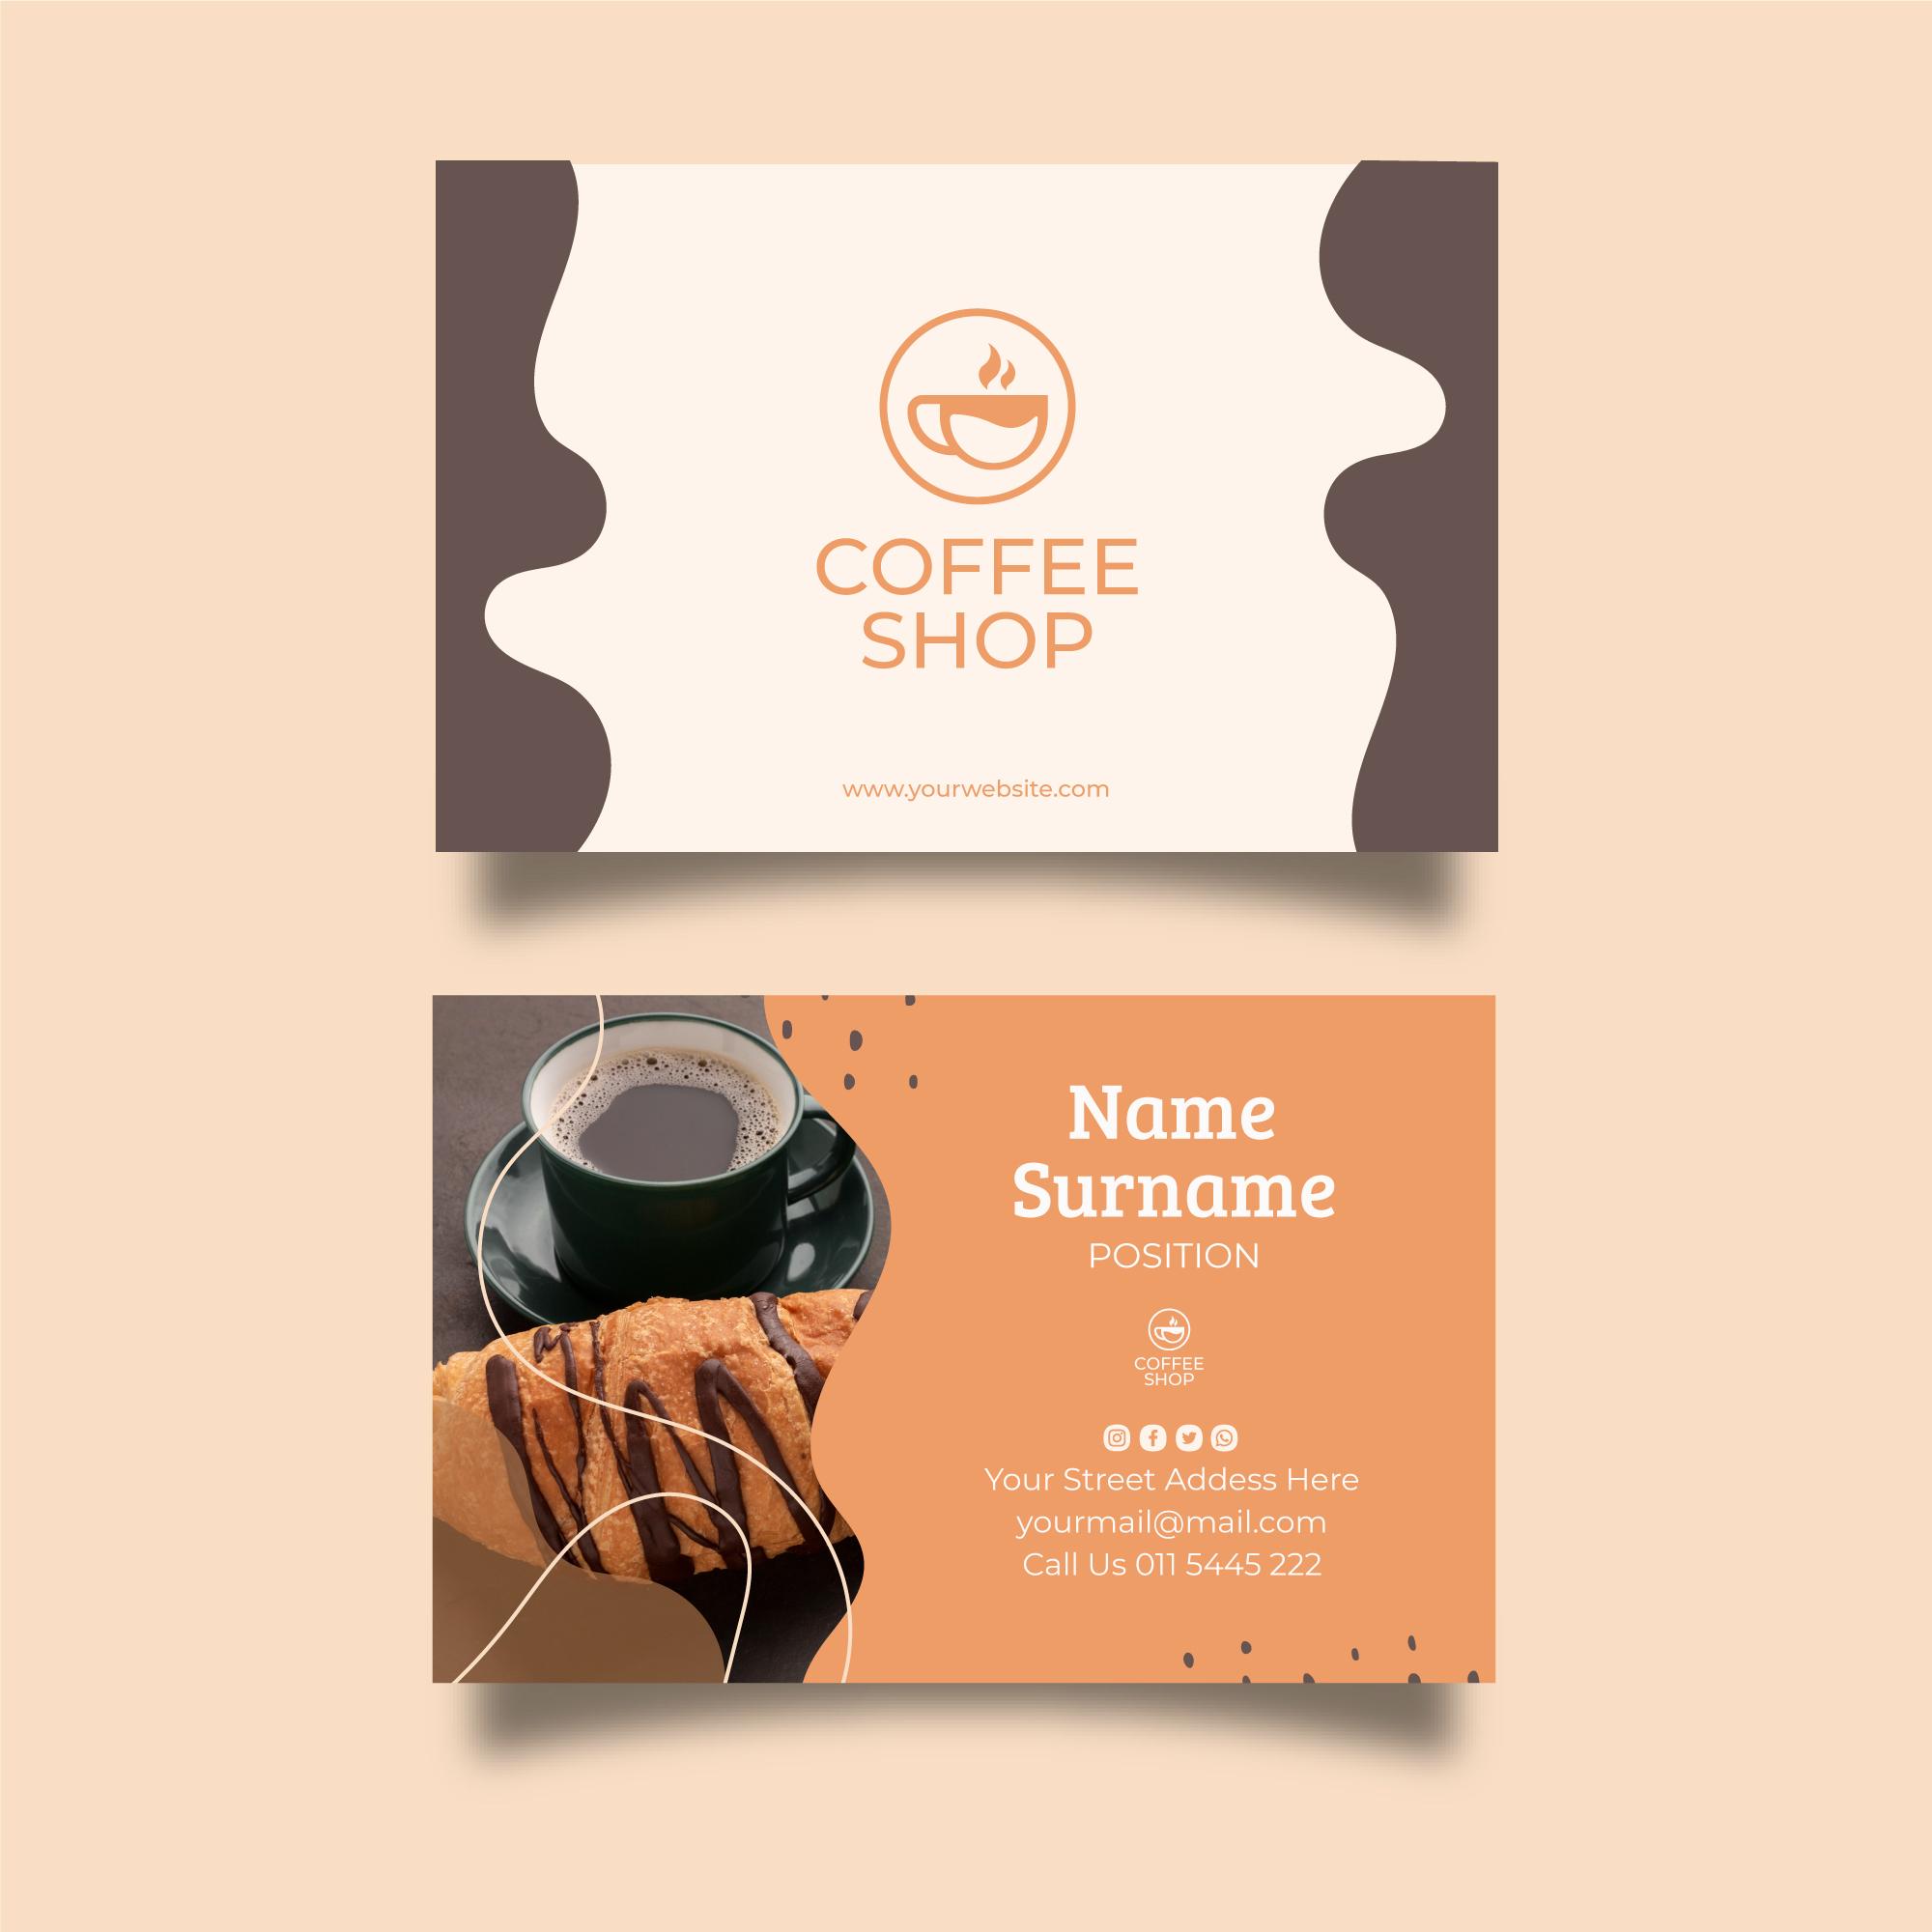 COFFEE
SHOP
www.yourwebsite.com
Name
Surname
POSITION
COFFEE
SHOP
Your Street Addess Here
yourmail@mail.com
Call Us 011 5445 222